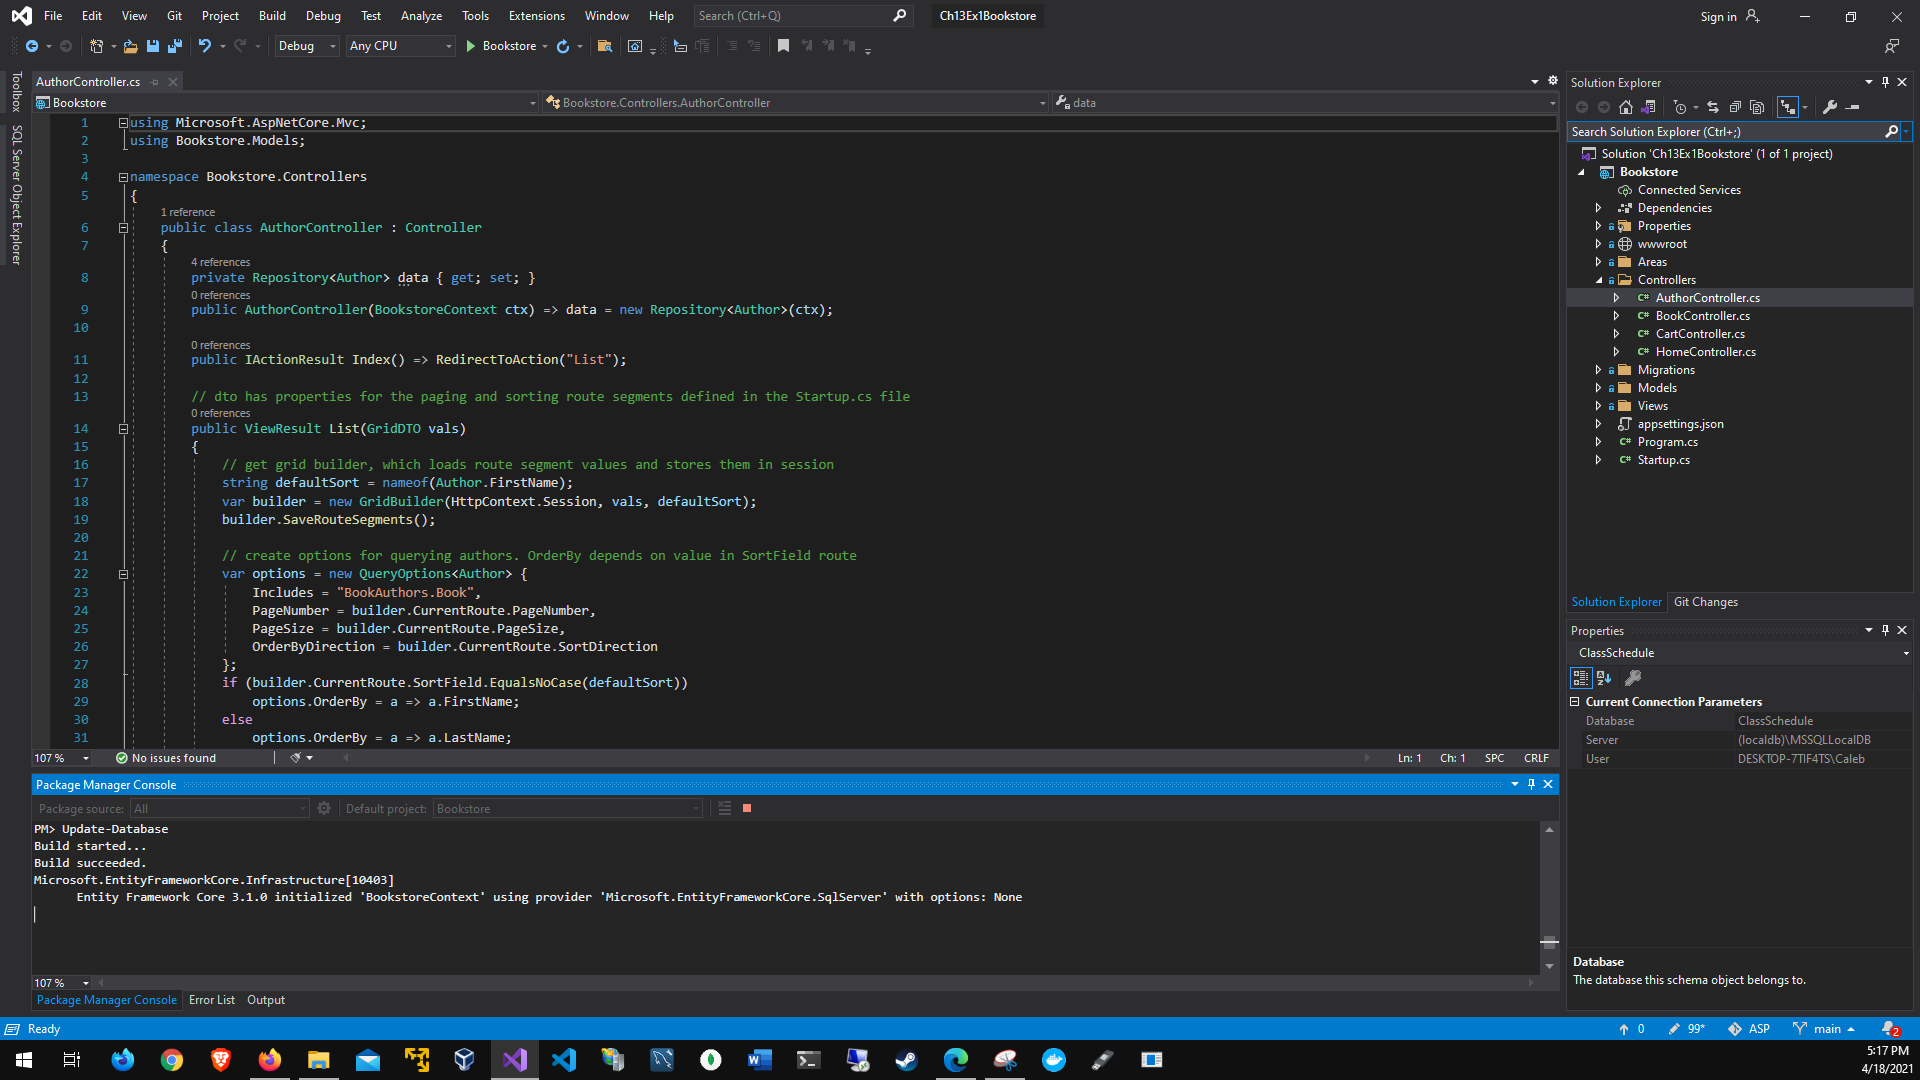 File Edit View Git Project Build Debug Test Analyze Tools Extensions Window Help Search (Ctrl+Q) Ch13Ex1Bookstore Sign in
Debug Any CPU Bookstore
Toolbox
SQL Server Object Explorer
AuthorController.cs
Bookstore Bookstore.Controllers.AuthorController data
1 using Microsoft.AspNetCore.Mvc;
2 using Bookstore.Models;
3
4 namespace Bookstore.Controllers
5 {
1 reference
6 public class AuthorController : Controller
7 {
4 references
8 private Repository<Author> data { get; set; }
0 references
9 public AuthorController(BookstoreContext ctx) => data = new Repository<Author>(ctx);
10
0 references
11 public IActionResult Index() => RedirectToAction("List");
12
13 // dto has properties for the paging and sorting route segments defined in the Startup.cs file
0 references
14 public ViewResult List(GridDTO vals)
15 {
16 // get grid builder, which loads route segment values and stores them in session
17 string defaultSort = nameof(Author.FirstName);
18 var builder = new GridBuilder(HttpContext.Session, vals, defaultSort);
19 builder.SaveRouteSegments();
20
21 // create options for querying authors. OrderBy depends on value in SortField route
22 var options = new QueryOptions<Author> {
23 Includes = "BookAuthors.Book",
24 PageNumber = builder.CurrentRoute.PageNumber,
25 PageSize = builder.CurrentRoute.PageSize,
26 OrderByDirection = builder.CurrentRoute.SortDirection
27 };
28 if (builder.CurrentRoute.SortField.EqualsNoCase(defaultSort))
29 options.OrderBy = a => a.FirstName;
30 else
31 options.OrderBy = a => a.LastName;
107 % No issues found Ln: 1 Ch: 1 SPC CRLF
Package Manager Console
Package source: All Default project: Bookstore
PM> Update-Database
Build started...
Build succeeded.
Microsoft.EntityFrameworkCore.Infrastructure[10403]
Entity Framework Core 3.1.0 initialized 'BookstoreContext' using provider 'Microsoft.EntityFrameworkCore.SqlServer' with options: None
107 %
Package Manager Console Error List Output
Solution Explorer
Search Solution Explorer (Ctrl+;)
Solution 'Ch13Ex1Bookstore' (1 of 1 project)
Bookstore
Connected Services
Dependencies
Properties
wwwroot
Areas
Controllers
C# AuthorController.cs
C# BookController.cs
C# CartController.cs
C# HomeController.cs
Migrations
Models
Views
appsettings.json
C# Program.cs
C# Startup.cs
Solution Explorer Git Changes
Properties
ClassSchedule
Current Connection Parameters
Database ClassSchedule
Server (localdb)\MSSQLLocalDB
User DESKTOP-7TIF4TS\Caleb
Database
The database this schema object belongs to.
Ready 0 99* ASP main 2
5:17 PM
4/18/2021